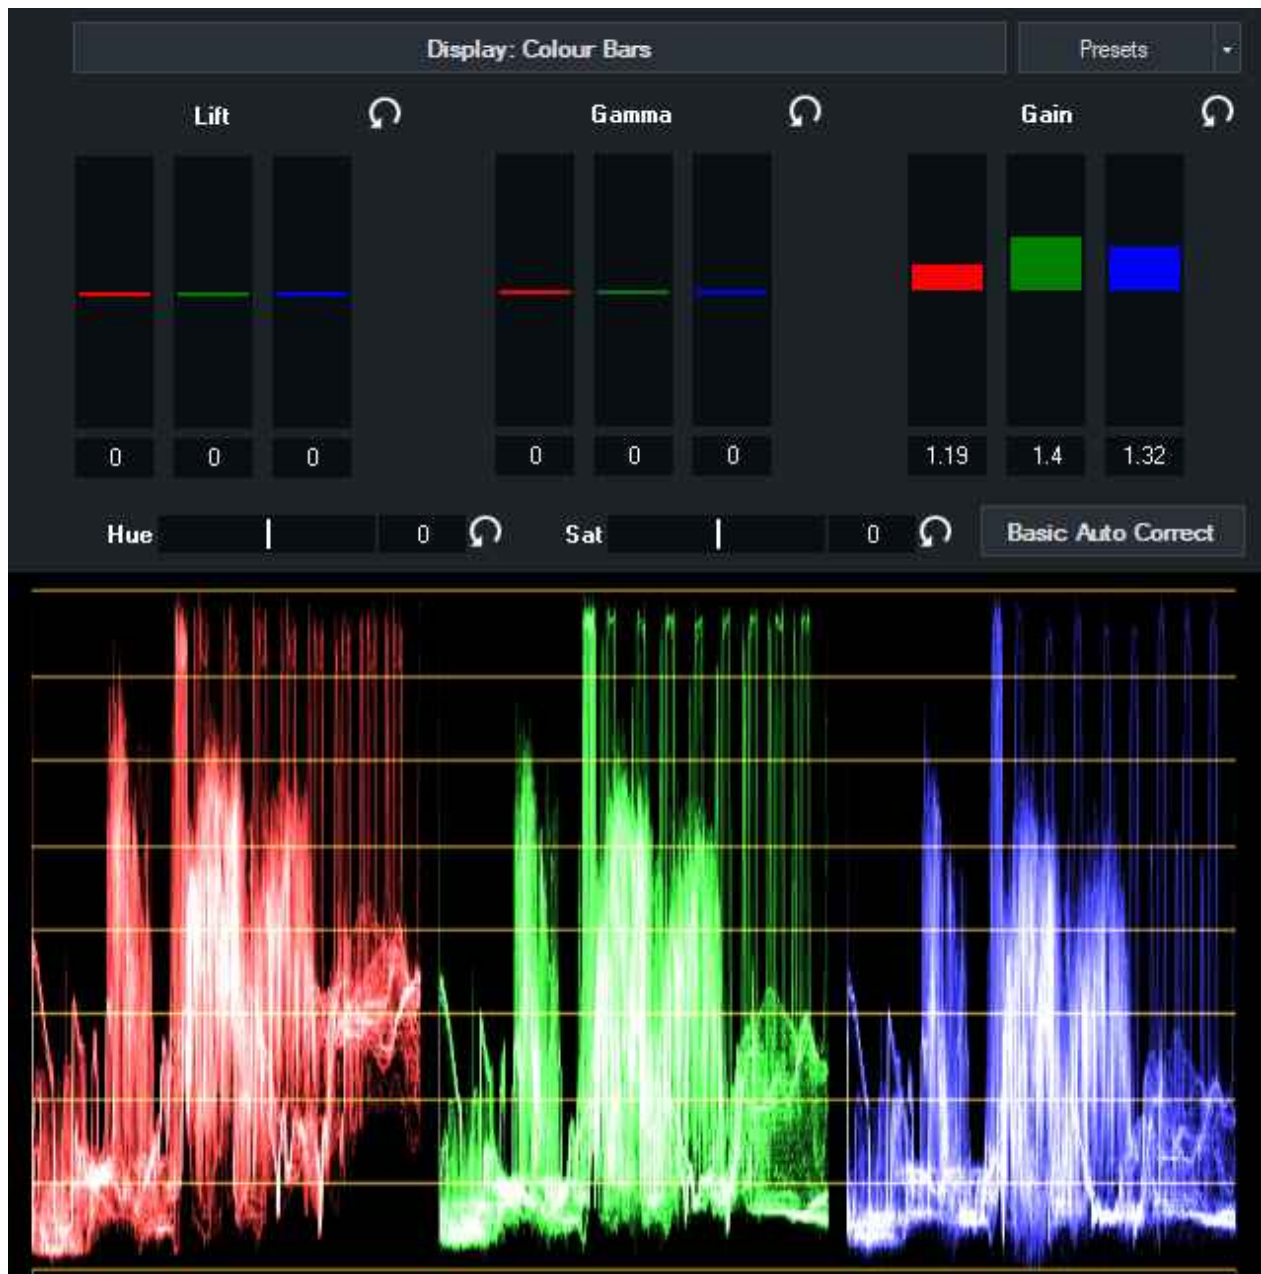 Display: Colour Bars Presets
Lift Gamma Gain
0 0 0 0 0 0 1.19 1.4 1.32
Hue 0 Sat 0 Basic Auto Correct